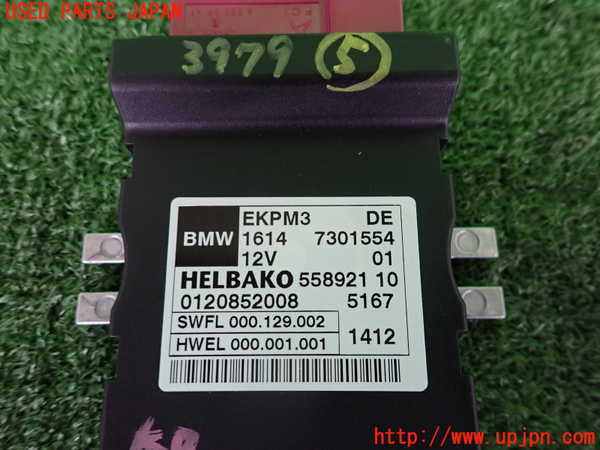 USED PARTS JAPAN
3979 5
EKPM3 DE
BMW 1614 7301554
12V 01
HELBAKO 558921 10
0120852008 5167
SWFL 000.129.002
HWEL 000.001.001 1412
http://www.upjpn.com